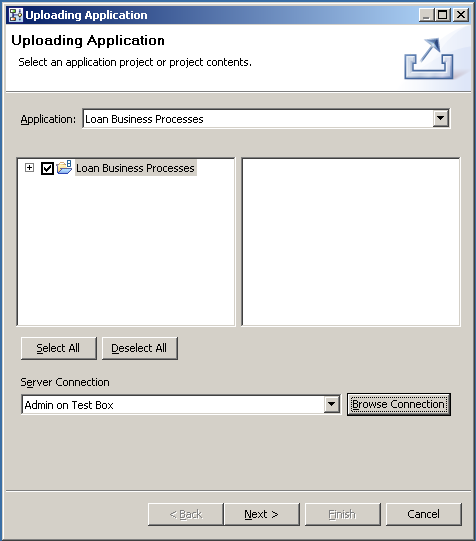 Uploading Application
Uploading Application
Select an application project or project contents.
Application: Loan Business Processes
Loan Business Processes
Select All Deselect All
Server Connection
Admin on Test Box Browse Connection
< Back Next > Finish Cancel